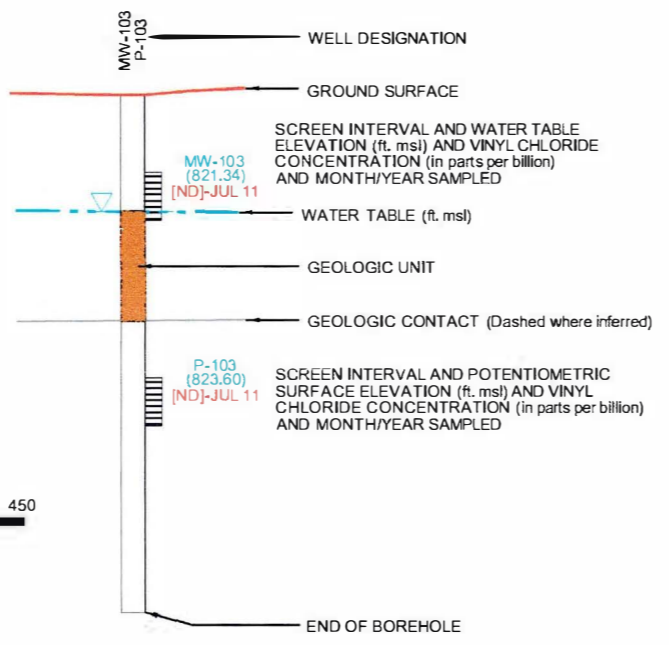 MW-103
P-103
WELL DESIGNATION
GROUND SURFACE
SCREEN INTERVAL AND WATER TABLE
ELEVATION (ft. msl) AND VINYL CHLORIDE
CONCENTRATION (in parts per billion)
AND MONTH/YEAR SAMPLED
MW-103
(821.34)
[ND]-JUL 11
WATER TABLE (ft. msl)
GEOLOGIC UNIT
GEOLOGIC CONTACT (Dashed where inferred)
P-103
(823.60)
[ND]-JUL 11
SCREEN INTERVAL AND POTENTIOMETRIC
SURFACE ELEVATION (ft. msl) AND VINYL
CHLORIDE CONCENTRATION (in parts per billion)
AND MONTH/YEAR SAMPLED
450
END OF BOREHOLE